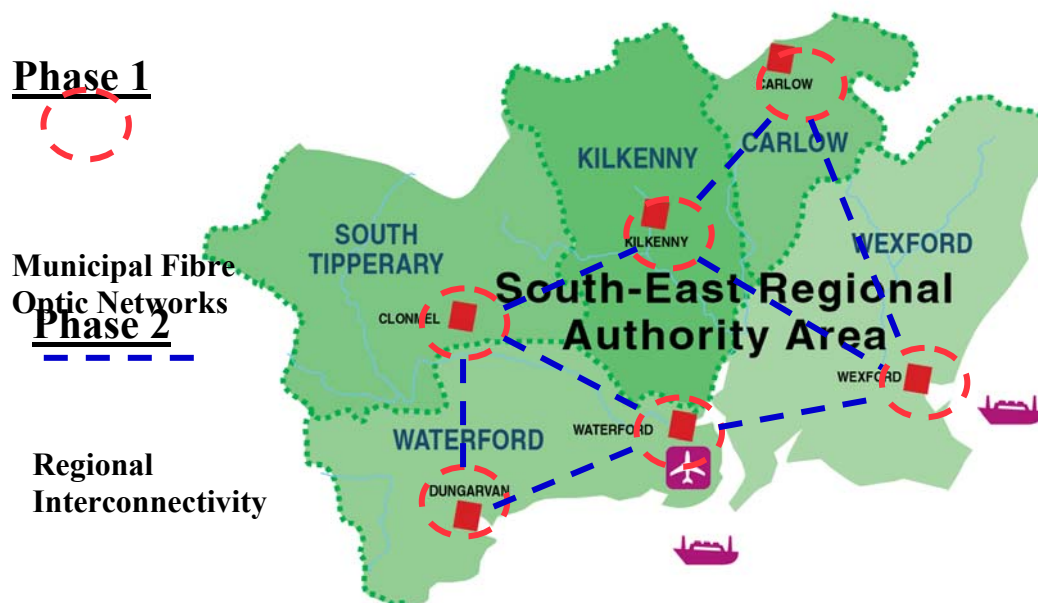 Phase 1
Municipal Fibre
Optic Networks
Phase 2
Regional
Interconnectivity
CARLOW
CARLOW
KILKENNY
KILKENNY
SOUTH
TIPPERARY
WEXFORD
South-East Regional
Authority Area
CLONMEL
WEXFORD
WATERFORD
WATERFORD
DUNGARVAN